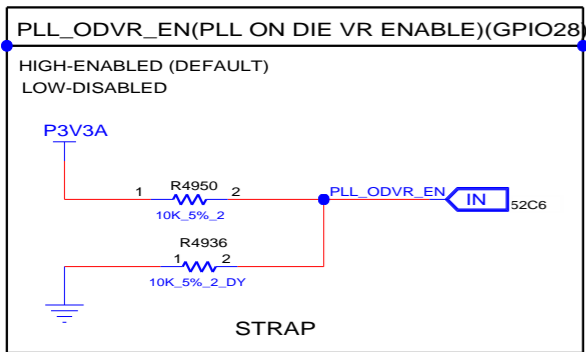 PLL_ODVR_EN(PLL ON DIE VR ENABLE)(GPIO28)
HIGH-ENABLED (DEFAULT)
LOW-DISABLED
P3V3A
1 R4950 2
10K_5%_2
PLL_ODVR_EN IN 52C6
R4936
1 2
10K_5%_2_DY
STRAP